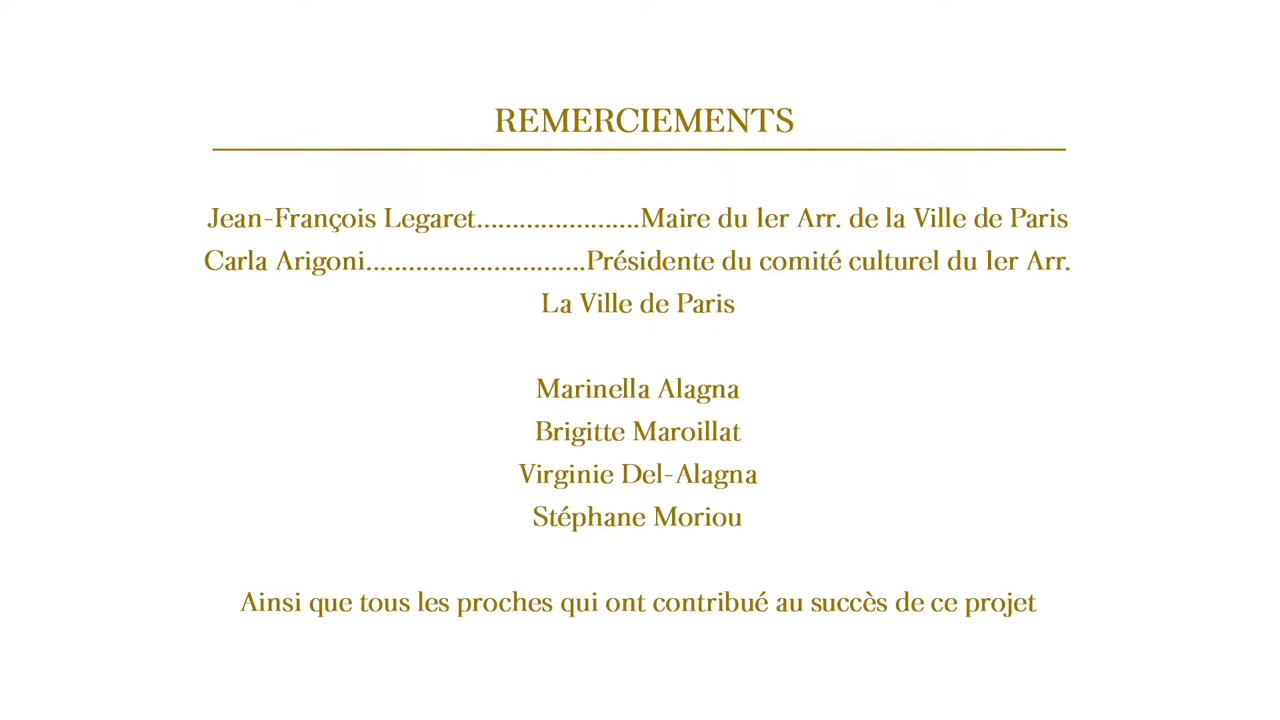 REMERCIEMENTS
Jean-François Legaret.......................Maire du 1er Arr. de la Ville de Paris
Carla Arigoni...............................Présidente du comité culturel du 1er Arr.
La Ville de Paris
Marinella Alagna
Brigitte Maroillat
Virginie Del-Alagna
Stéphane Moriou
Ainsi que tous les proches qui ont contribué au succès de ce projet